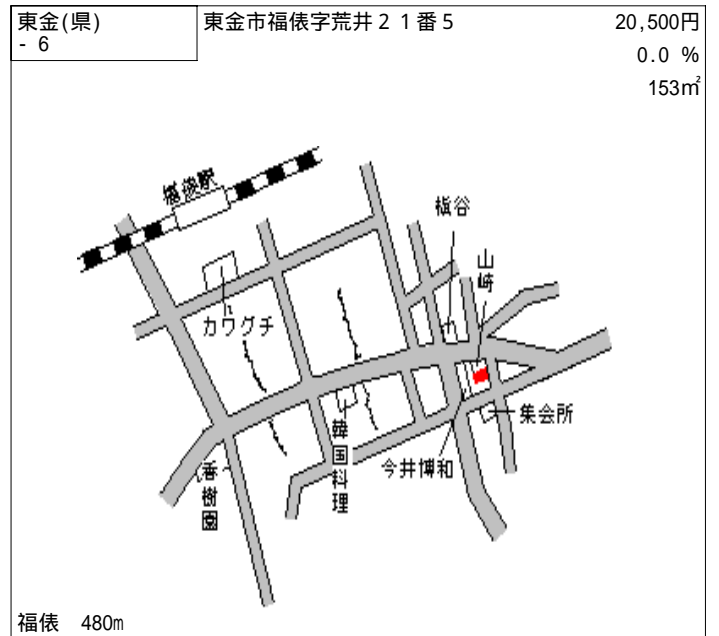 東金(県)
- 6
東金市福俵字荒井２１番５
20,500円
0.0 %
153㎡
福俵駅
槇谷
山崎
カワグチ
集会所
韓国料理
今井博和
香樹園
福俵 480m